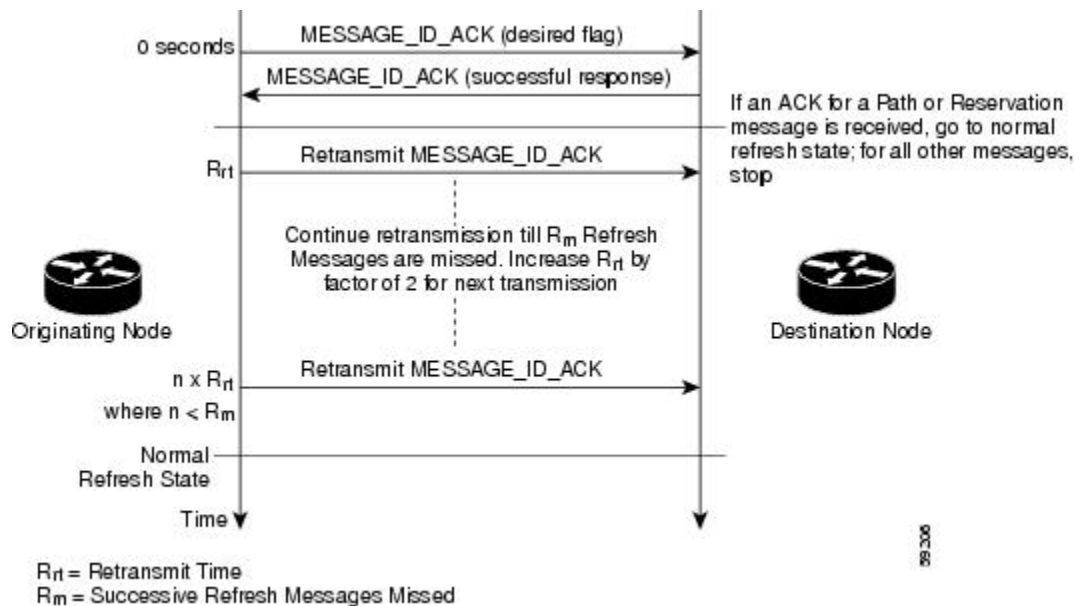 0 seconds
MESSAGE_ID_ACK (desired flag)
MESSAGE_ID_ACK (successful response)
If an ACK for a Path or Reservation
message is received, go to normal
refresh state; for all other messages,
stop
Rrt
Retransmit MESSAGE_ID_ACK
Continue retransmission till Rm Refresh
Messages are missed. Increase Rrt by
factor of 2 for next transmission
Originating Node
Destination Node
n x Rrt
where n < Rm
Retransmit MESSAGE_ID_ACK
Normal
Refresh State
Time
59206
Rrt = Retransmit Time
Rm = Successive Refresh Messages Missed